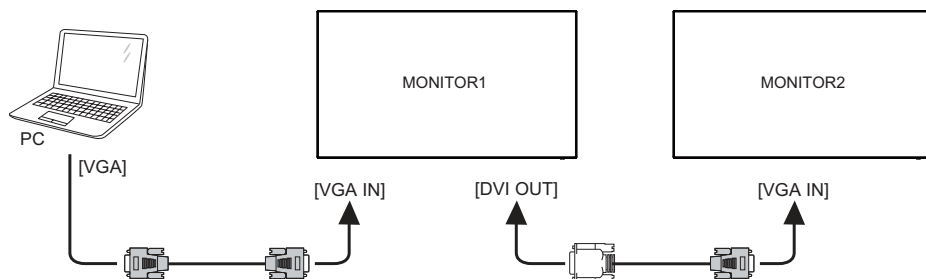 MONITOR1
MONITOR2
PC
[VGA]
[VGA IN]
[DVI OUT]
[VGA IN]